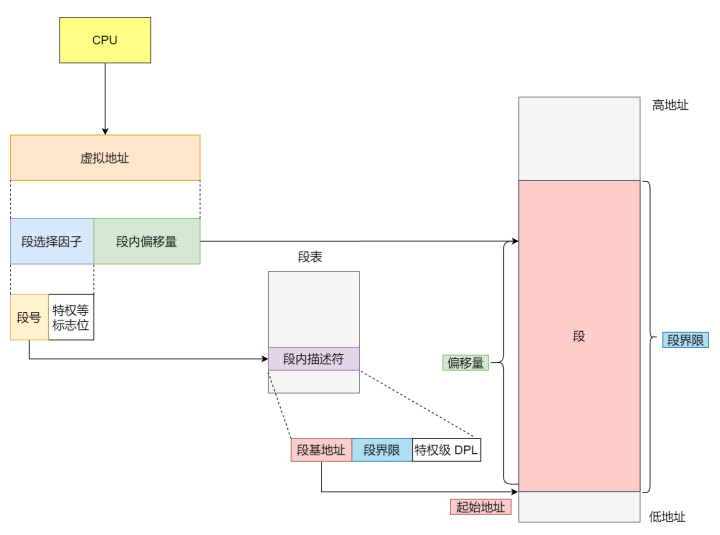 CPU
高地址
虚拟地址
段选择因子
段内偏移量
段表
段号
特权等
标志位
段
段界限
段内描述符
偏移量
段基地址
段界限
特权级 DPL
起始地址
低地址